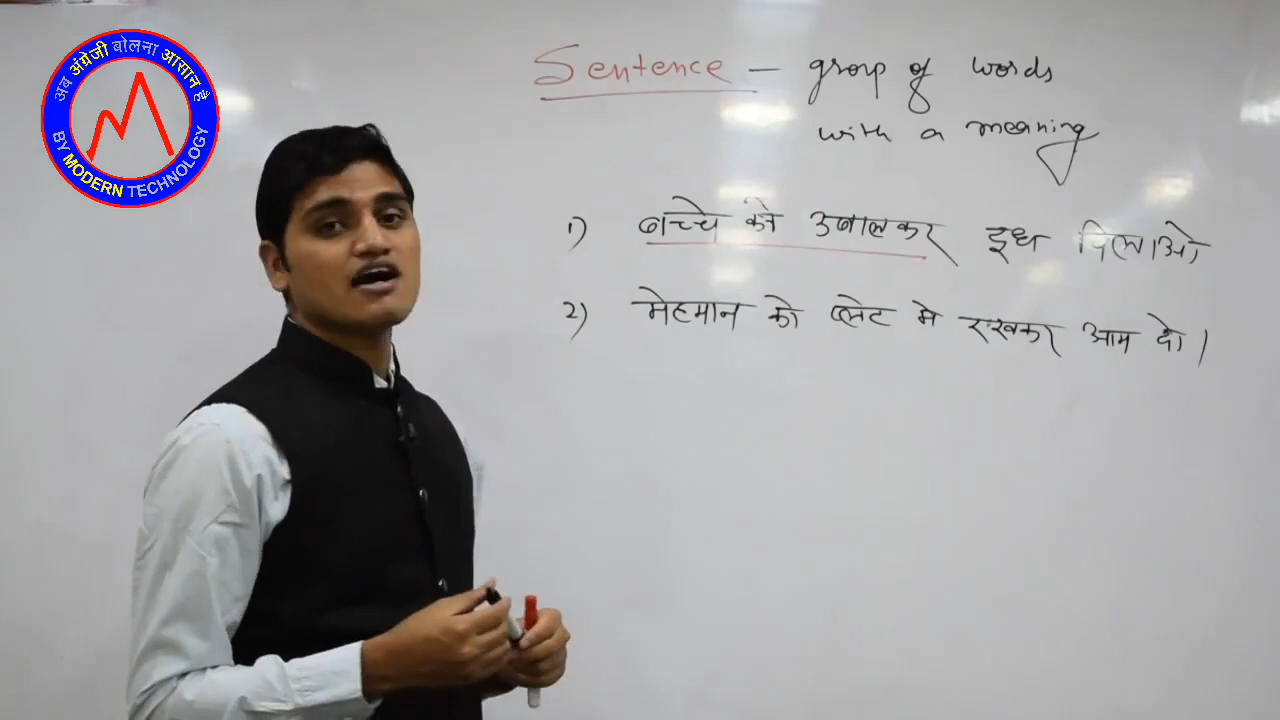 अब अंग्रेजी बोलना आसान है
BY MODERN TECHNOLOGY
Sentence – group of words
with a meaning
1) बच्चे को उबालकर दूध पिलाओ
2) मेहमान को प्लेट मे रखकर आम दो।